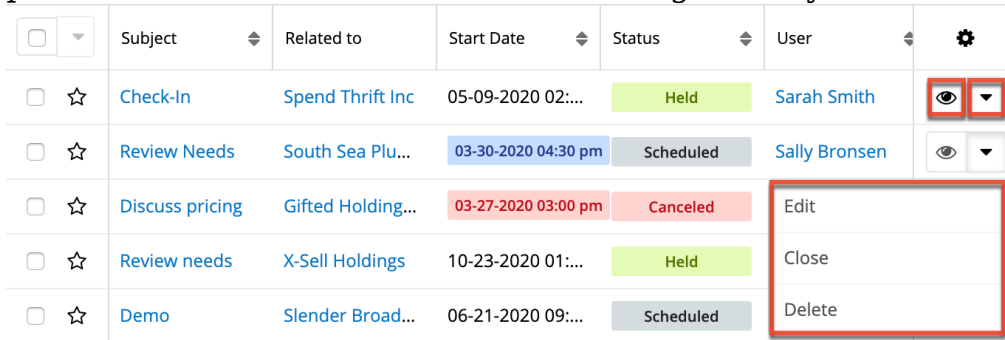 Subject Related to Start Date Status User
Check-In Spend Thrift Inc 05-09-2020 02:... Held Sarah Smith
Review Needs South Sea Plu... 03-30-2020 04:30 pm Scheduled Sally Bronsen
Discuss pricing Gifted Holding... 03-27-2020 03:00 pm Canceled Edit
Review needs X-Sell Holdings 10-23-2020 01:... Held Close
Demo Slender Broad... 06-21-2020 09:... Scheduled Delete